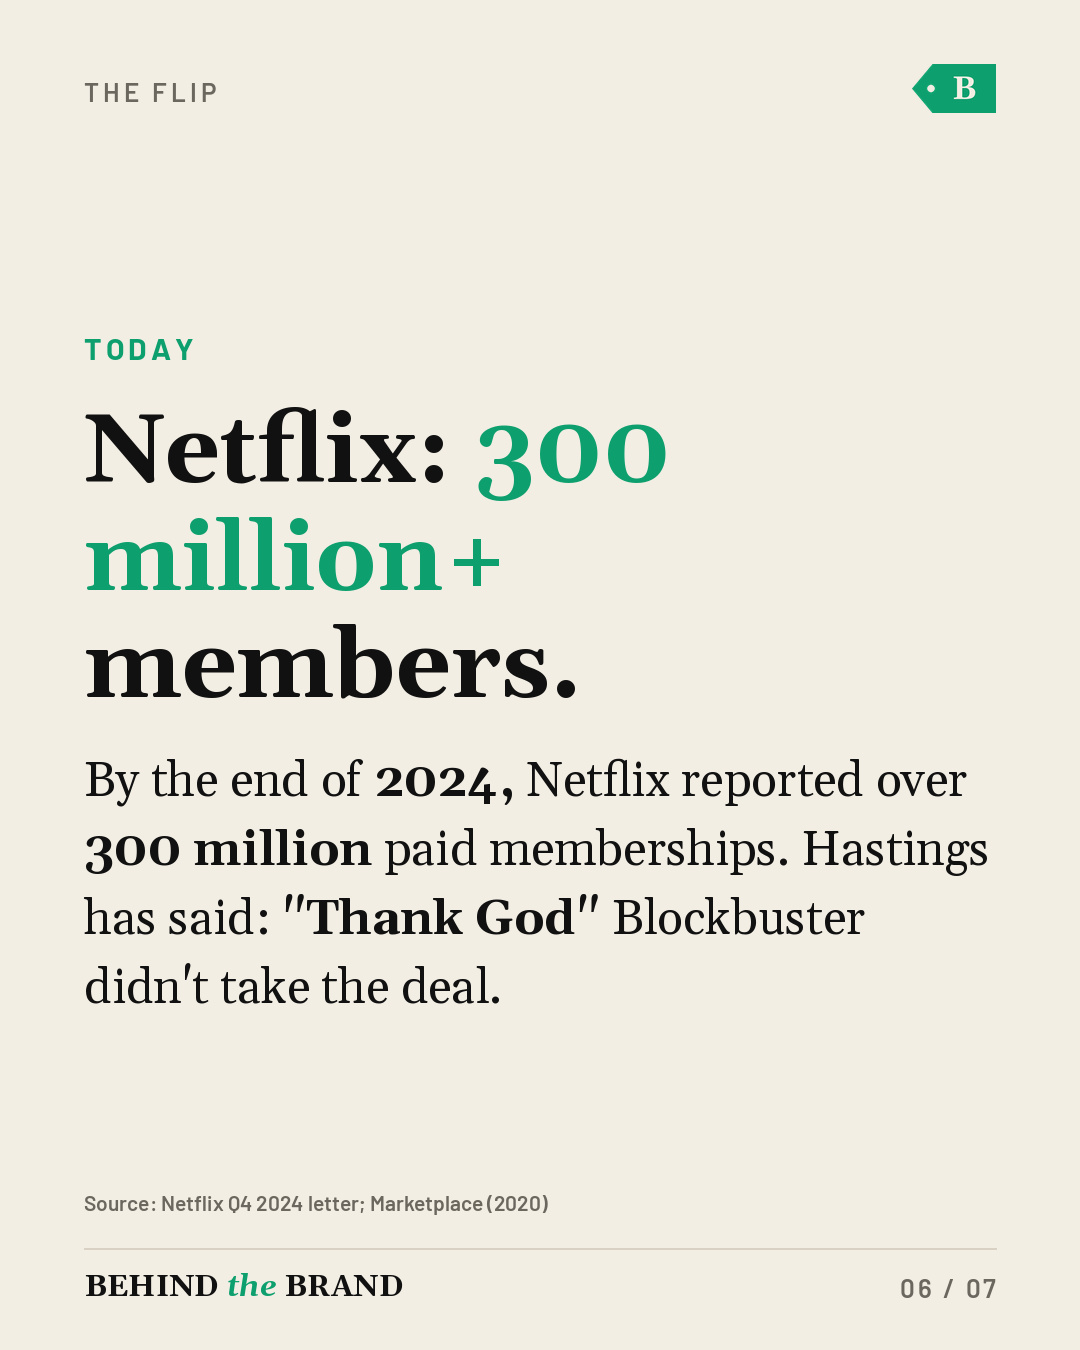 THE FLIP
B
TODAY
Netflix: 300
million+
members.
By the end of 2024, Netflix reported over
300 million paid memberships. Hastings
has said: "Thank God" Blockbuster
didn't take the deal.
Source: Netflix Q4 2024 letter; Marketplace (2020)
BEHIND the BRAND
06 / 07